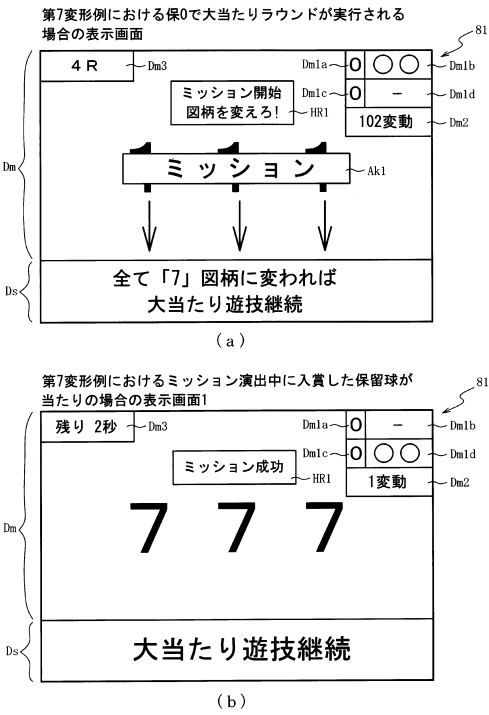 第7変形例における保0で大当たりラウンドが実行される
場合の表示画面
81
4R
Dm3
Dm1a
0
○○
Dm1b
ミッション開始
図柄を変えろ!
HR1
Dm1c
0
−
Dm1d
102変動
Dm2
Dm
1 1 1
ミッション
Ak1
Ds
全て「7」図柄に変われば
大当たり遊技継続
(a)
第7変形例におけるミッション演出中に入賞した保留球が
当たりの場合の表示画面1
81
残り 2秒
Dm3
Dm1a
0
−
Dm1b
ミッション成功
HR1
Dm1c
0
○○
Dm1d
1変動
Dm2
Dm
7 7 7
Ds
大当たり遊技継続
(b)